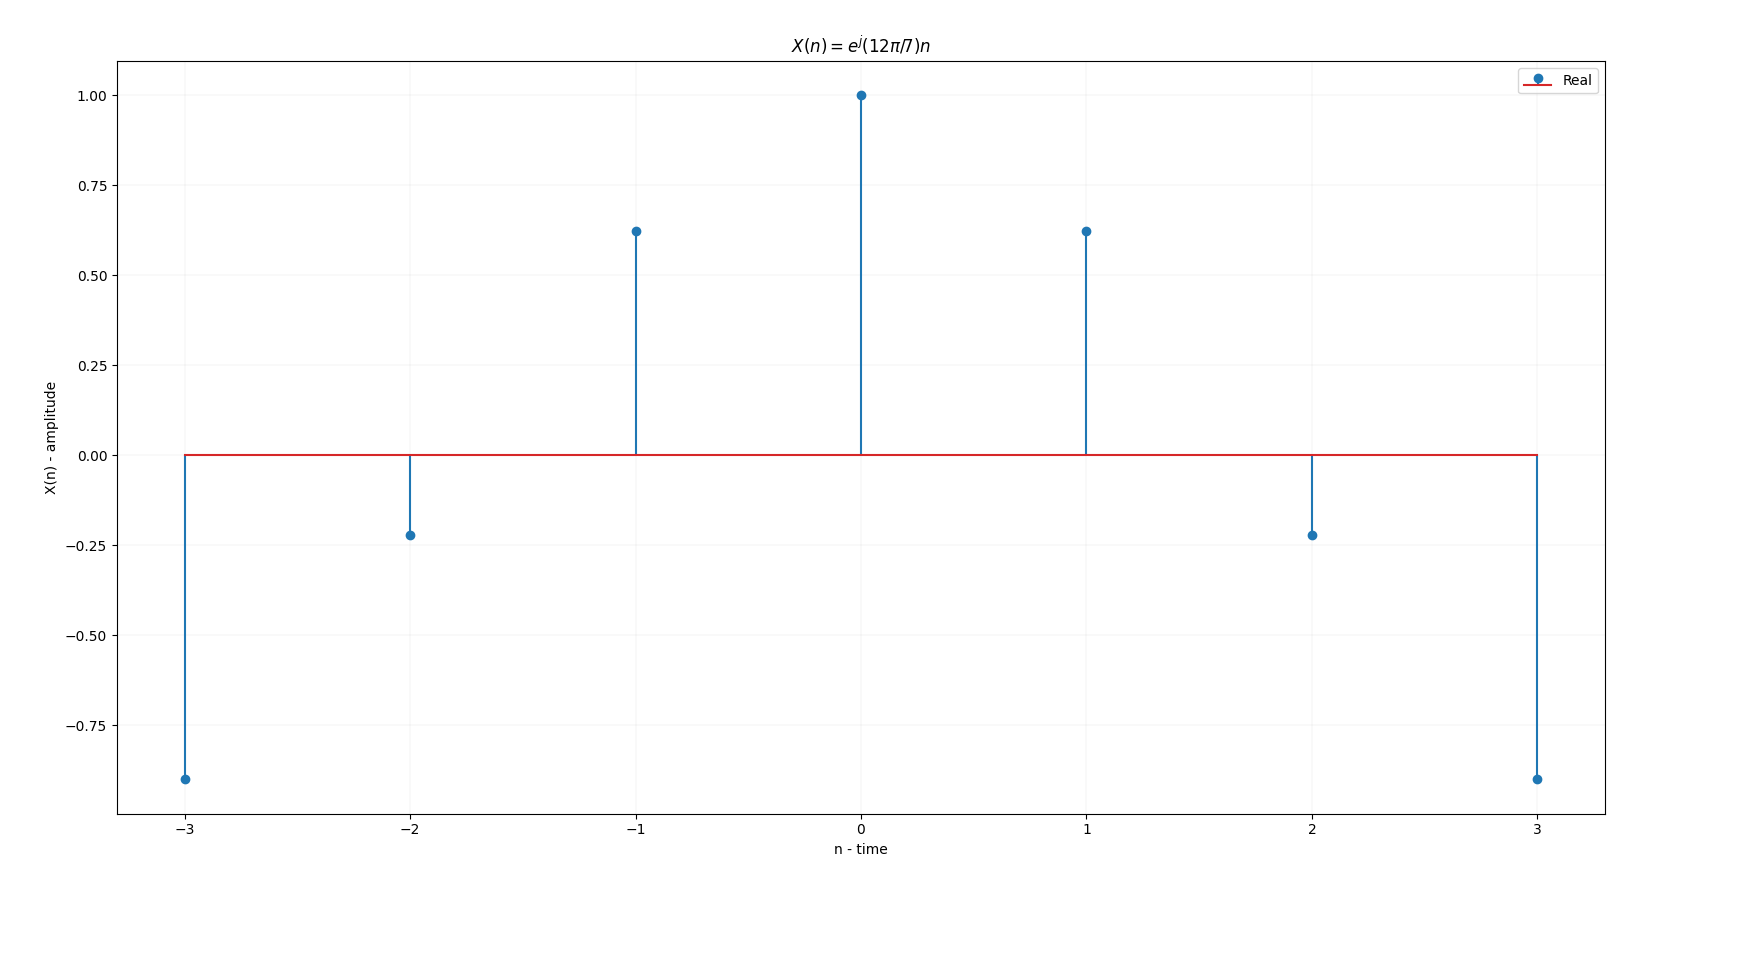 X(n) = e^j(12π/7)n
Real
1.00
0.75
0.50
0.25
0.00
−0.25
−0.50
−0.75
X(n) - amplitude
−3 −2 −1 0 1 2 3
n - time